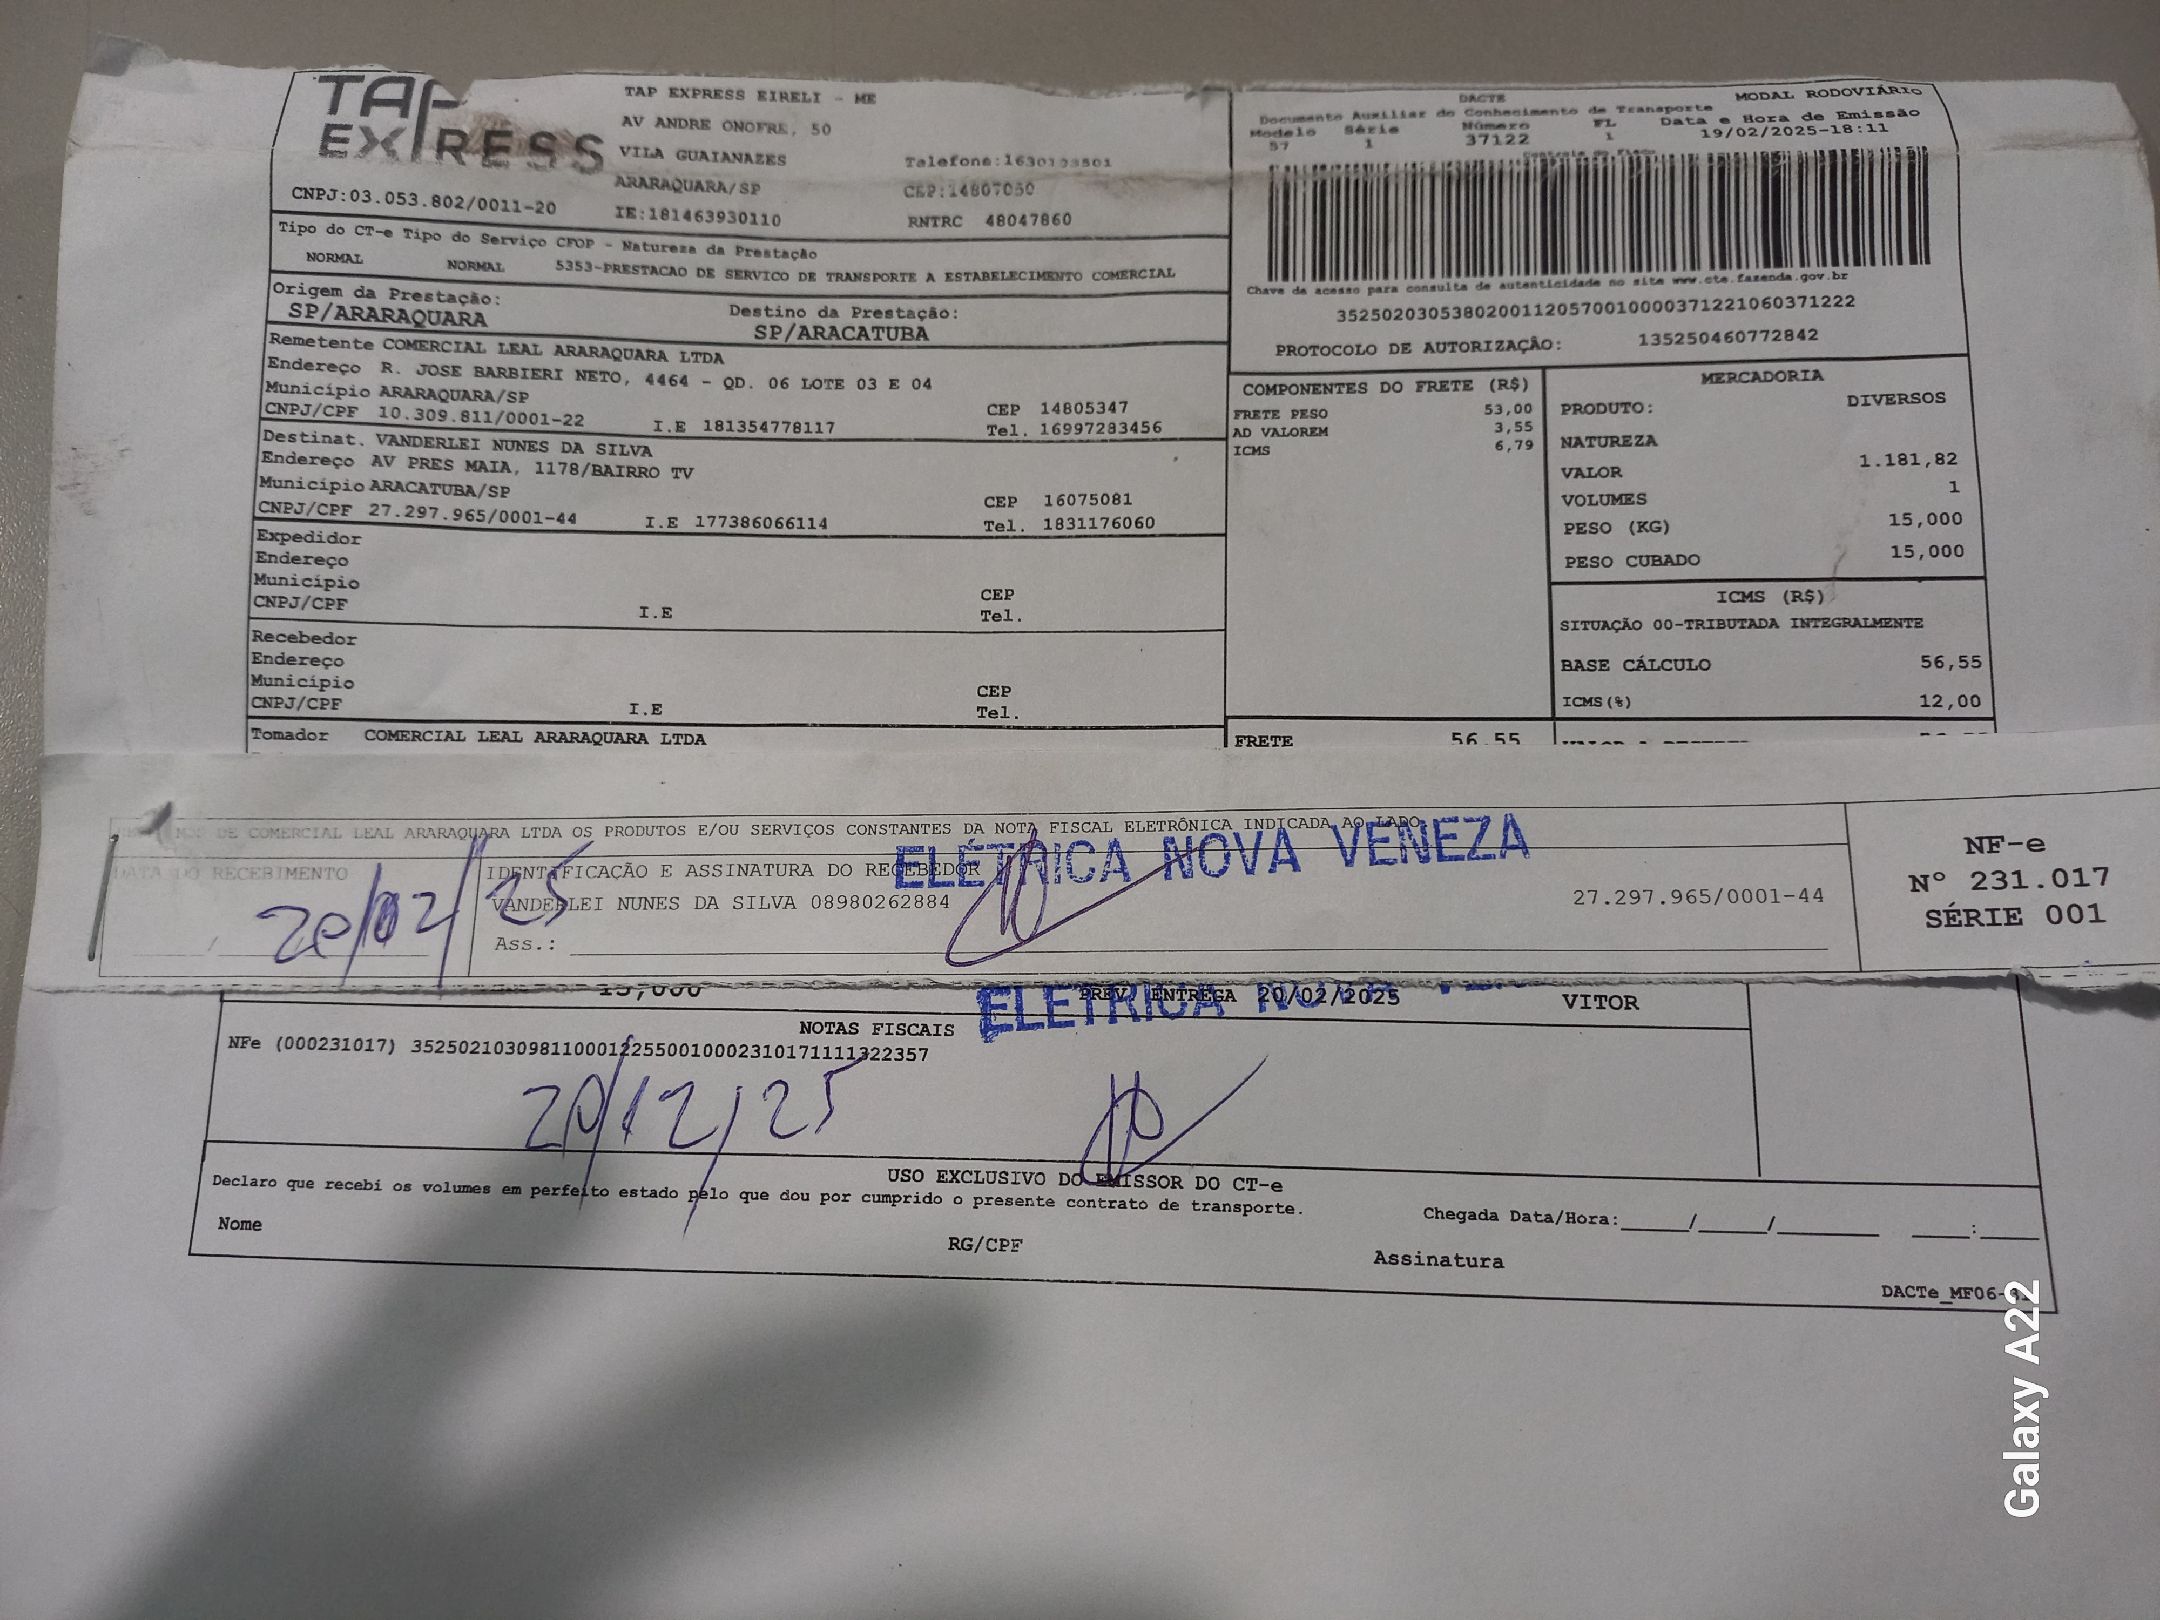 TAP EXPRESS
TAP EXPRESS EIRELI - ME
AV ANDRE ONOFRE, 50
VILA GUAIANAZES
ARARAQUARA/SP
CEP:14807050
CNPJ:03.053.802/0011-20
IE:181463930110
RNTRC 48047860
DACTE
MODAL RODOVIÁRIO
Documento Auxiliar do Conhecimento de Transporte
Modelo Série Número FL Data e Hora de Emissão
57 1 37122 1 19/02/2025-18:11
Controle do Fisco
Chave de acesso para consulta de autenticidade no site www.cte.fazenda.gov.br
PROTOCOLO DE AUTORIZAÇÃO: 135250460772842
Tipo do CT-e Tipo do Serviço CFOP - Natureza da Prestação
NORMAL NORMAL 5353-PRESTACAO DE SERVICO DE TRANSPORTE A ESTABELECIMENTO COMERCIAL
Origem da Prestação: Destino da Prestação:
SP/ARARAQUARA SP/ARACATUBA
Remetente COMERCIAL LEAL ARARAQUARA LTDA
Endereço R. JOSE BARBIERI NETO, 4464 - QD. 06 LOTE 03 E 04
Município ARARAQUARA/SP CEP 14805347
CNPJ/CPF 10.309.811/0001-22 I.E 181354778117 Tel. 16997283456
Destinat. VANDERLEI NUNES DA SILVA
Endereço AV PRES MAIA, 1178/BAIRRO TV
Município ARACATUBA/SP CEP 16075081
CNPJ/CPF 27.297.965/0001-44 I.E 177386066114 Tel. 1831176060
Expedidor
Endereço
Município CEP
CNPJ/CPF I.E Tel.
Recebedor
Endereço
Município CEP
CNPJ/CPF I.E Tel.
Tomador COMERCIAL LEAL ARARAQUARA LTDA
COMPONENTES DO FRETE (R$)
FRETE PESO 53,00
AD VALOREM 3,55
ICMS 6,79
FRETE 56,55
MERCADORIA
PRODUTO: DIVERSOS
NATUREZA
VALOR 1.181,82
VOLUMES 1
PESO (KG) 15,000
PESO CUBADO 15,000
ICMS (R$)
SITUAÇÃO 00-TRIBUTADA INTEGRALMENTE
BASE CÁLCULO 56,55
ICMS(%) 12,00
DE COMERCIAL LEAL ARARAQUARA LTDA OS PRODUTOS E/OU SERVIÇOS CONSTANTES DA NOTA FISCAL ELETRÔNICA INDICADA AO LADO
ELÉTRICA NOVA VENEZA
DATA DO RECEBIMENTO
20/02/25
IDENTIFICAÇÃO E ASSINATURA DO RECEBEDOR
VANDERLEI NUNES DA SILVA 08980262884 27.297.965/0001-44
Ass.:
NF-e
Nº 231.017
SÉRIE 001
15,000 PREV. ENTREGA 20/02/2025 VITOR
ELETRICA NOVA
NOTAS FISCAIS
NFe (000231017) 35250210309811000122550010002310171111322357
20/12/25
USO EXCLUSIVO DO EMISSOR DO CT-e
Declaro que recebi os volumes em perfeito estado pelo que dou por cumprido o presente contrato de transporte.
Nome RG/CPF Assinatura
Chegada Data/Hora:_____/_____/_______ ____:____
Galaxy A22